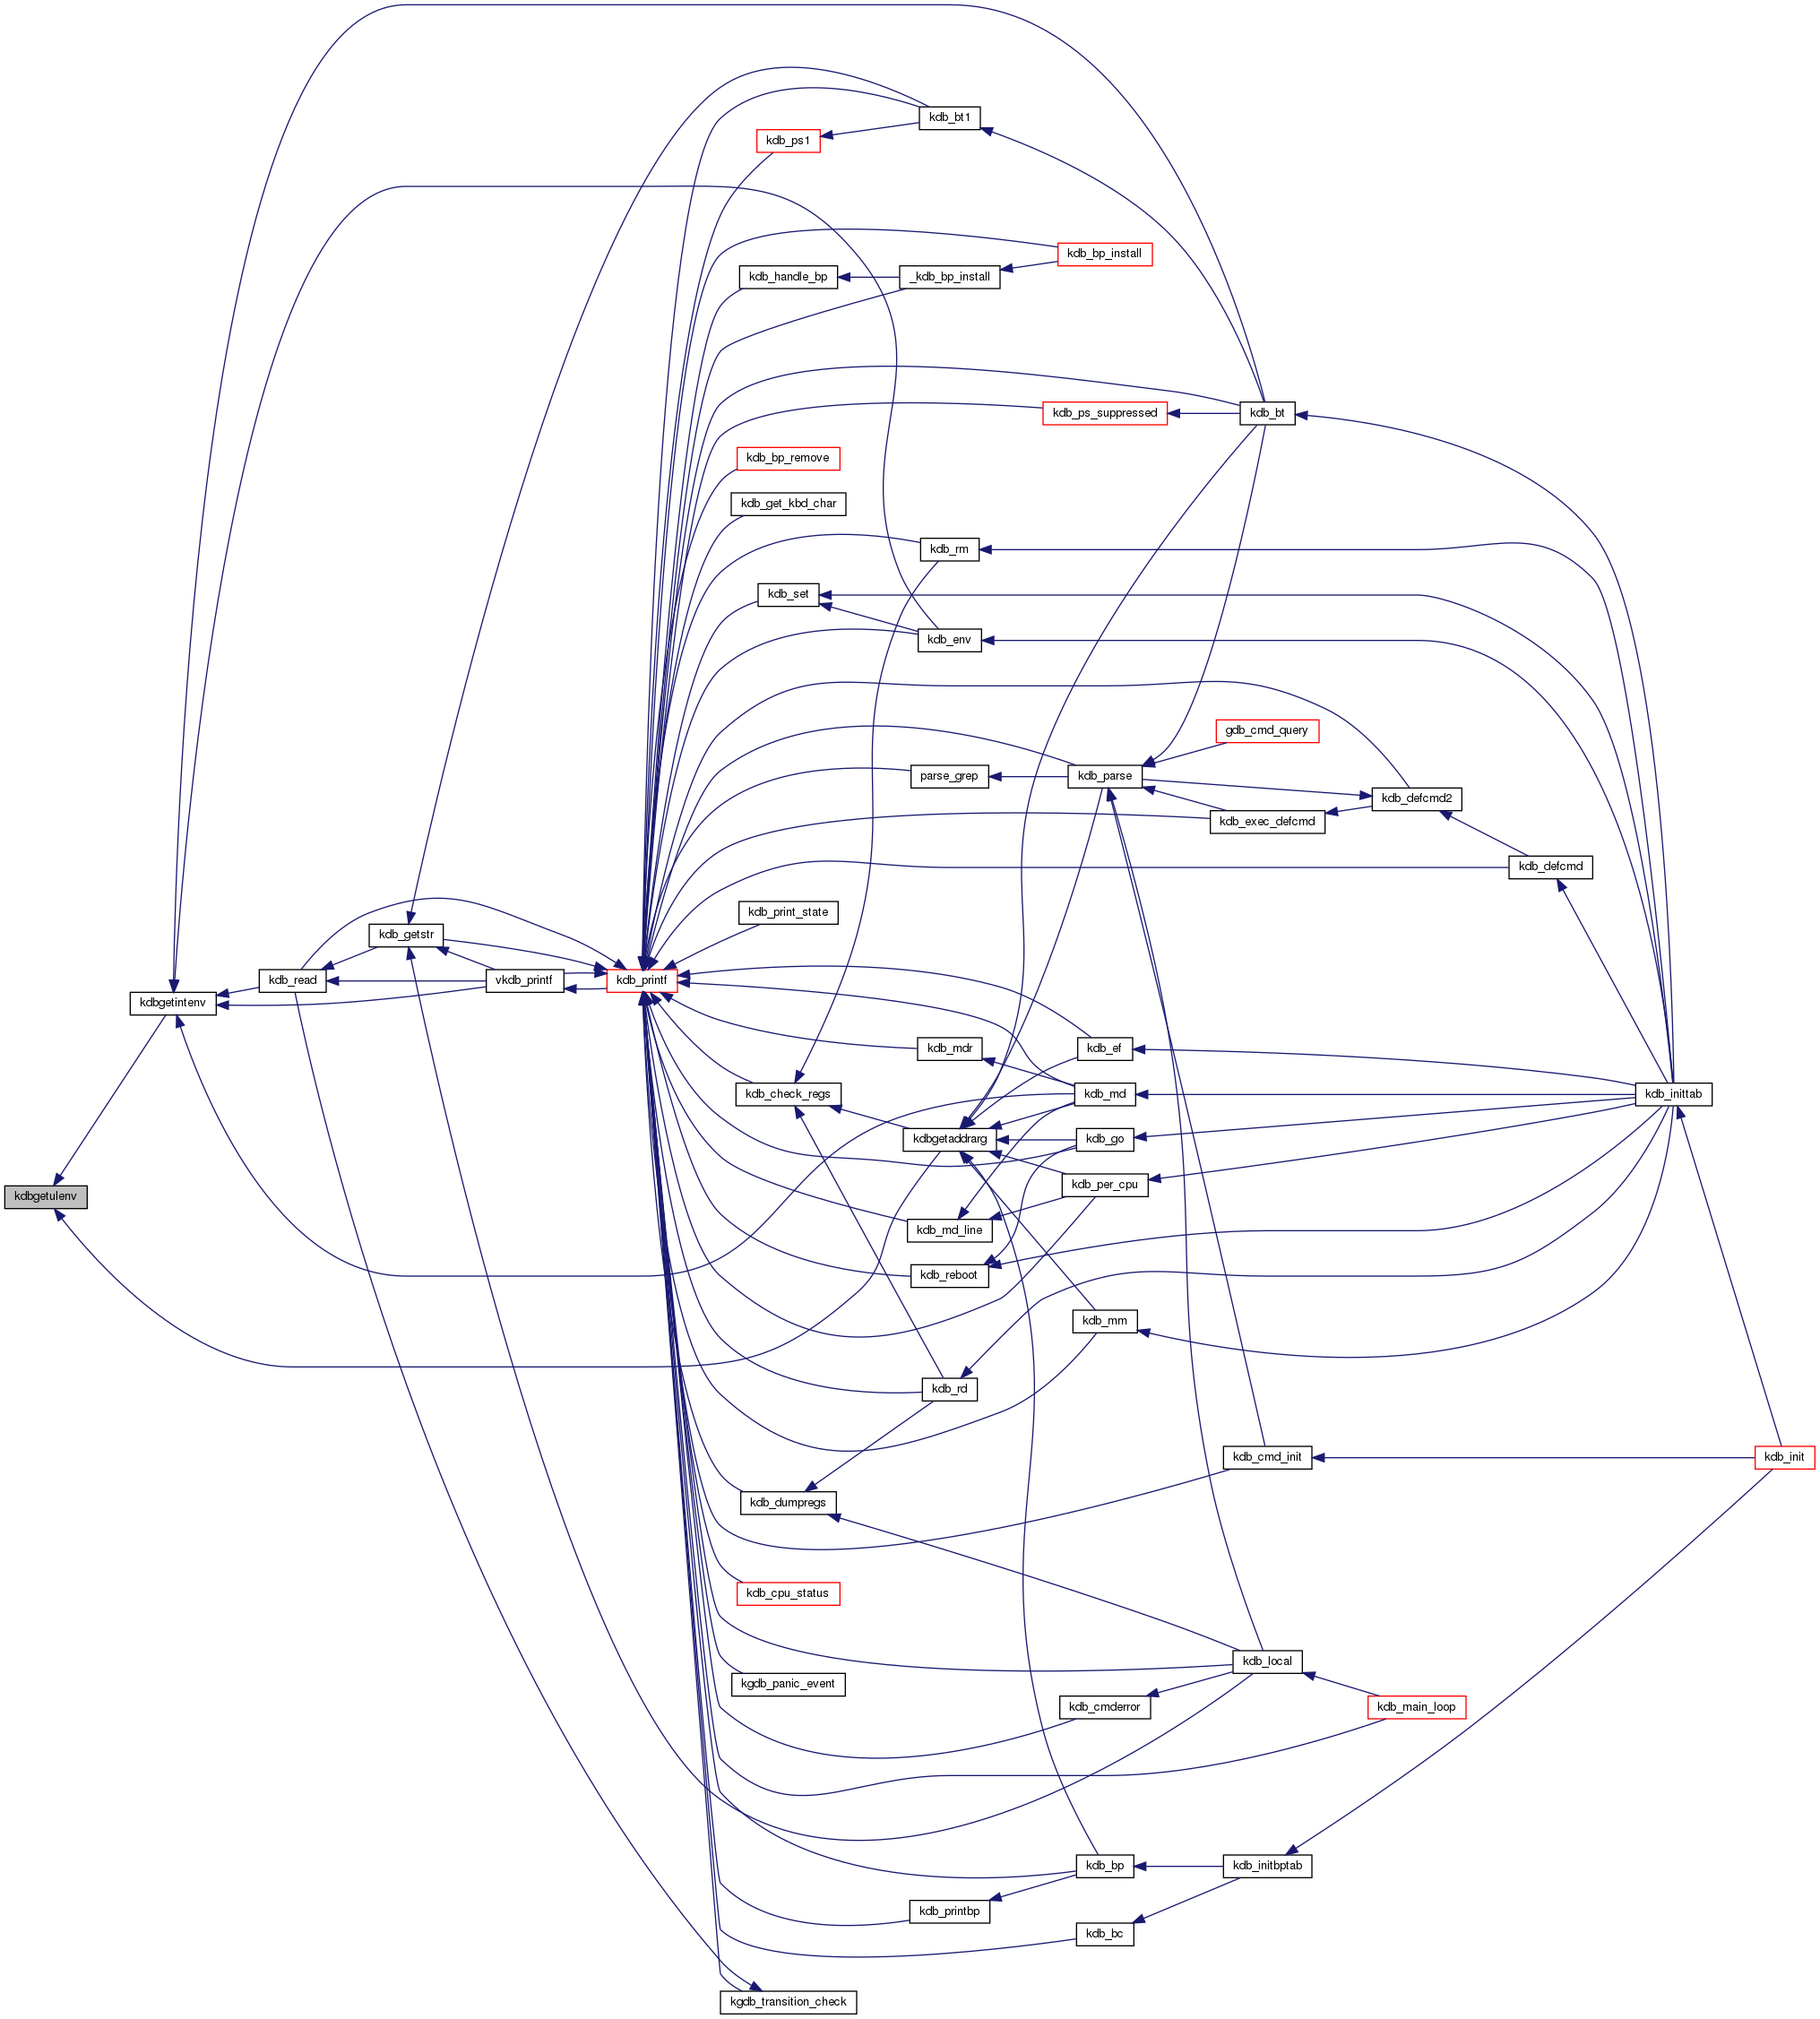 kdb_bt1
kdb_ps1
kdb_bp_install
kdb_handle_bp
_kdb_bp_install
kdb_ps_suppressed
kdb_bt
kdb_bp_remove
kdb_get_kbd_char
kdb_rm
kdb_set
kdb_env
gdb_cmd_query
parse_grep
kdb_parse
kdb_defcmd2
kdb_exec_defcmd
kdb_defcmd
kdb_print_state
kdb_getstr
kdb_read
vkdb_printf
kdb_printf
kdbgetintenv
kdb_mdr
kdb_ef
kdb_check_regs
kdb_md
kdb_inittab
kdbgetaddrarg
kdb_go
kdb_per_cpu
kdbgetulenv
kdb_md_line
kdb_reboot
kdb_mm
kdb_rd
kdb_cmd_init
kdb_init
kdb_dumpregs
kdb_cpu_status
kdb_local
kgdb_panic_event
kdb_cmderror
kdb_main_loop
kdb_bp
kdb_initbptab
kdb_printbp
kdb_bc
kgdb_transition_check